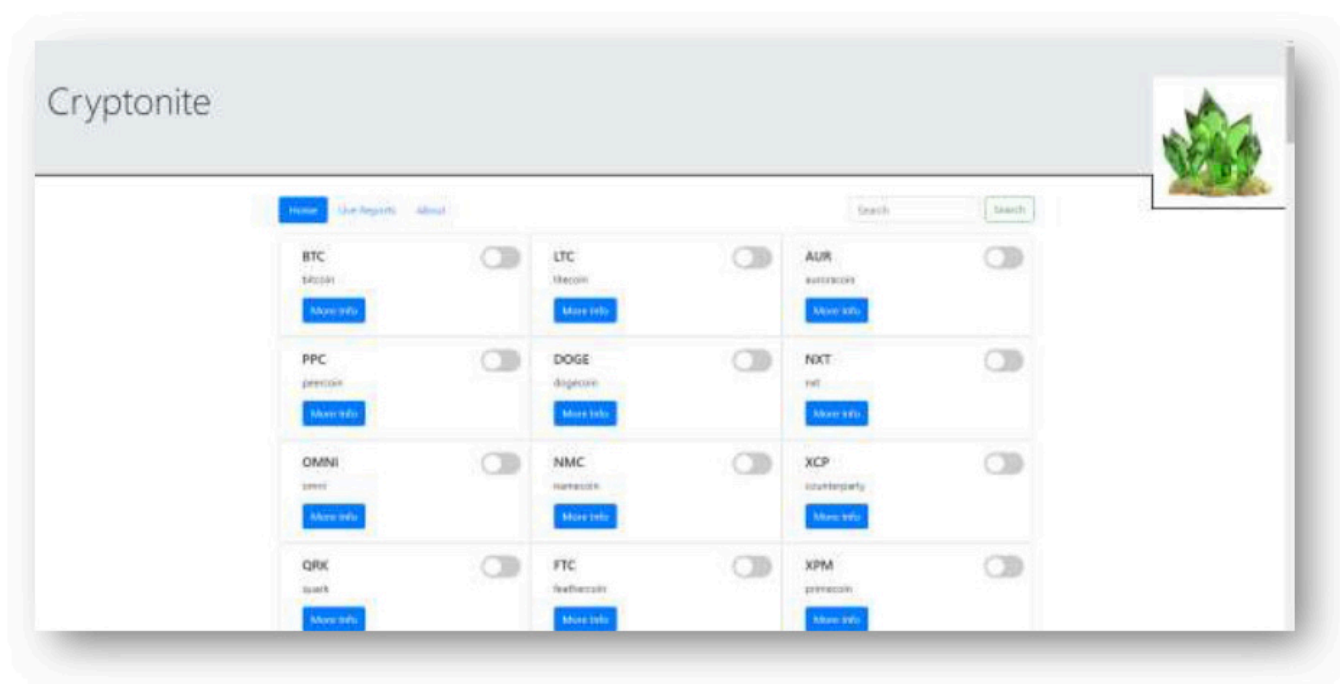 Cryptonite
Home Live Reports About Search Search
BTC LTC AUR
bitcoin litecoin auroracoin
More Info More Info More Info
PPC DOGE NXT
peercoin dogecoin nxt
More Info More Info More Info
OMNI NMC XCP
omni namecoin counterparty
More Info More Info More Info
QRK FTC XPM
quark feathercoin primecoin
More Info More Info More Info